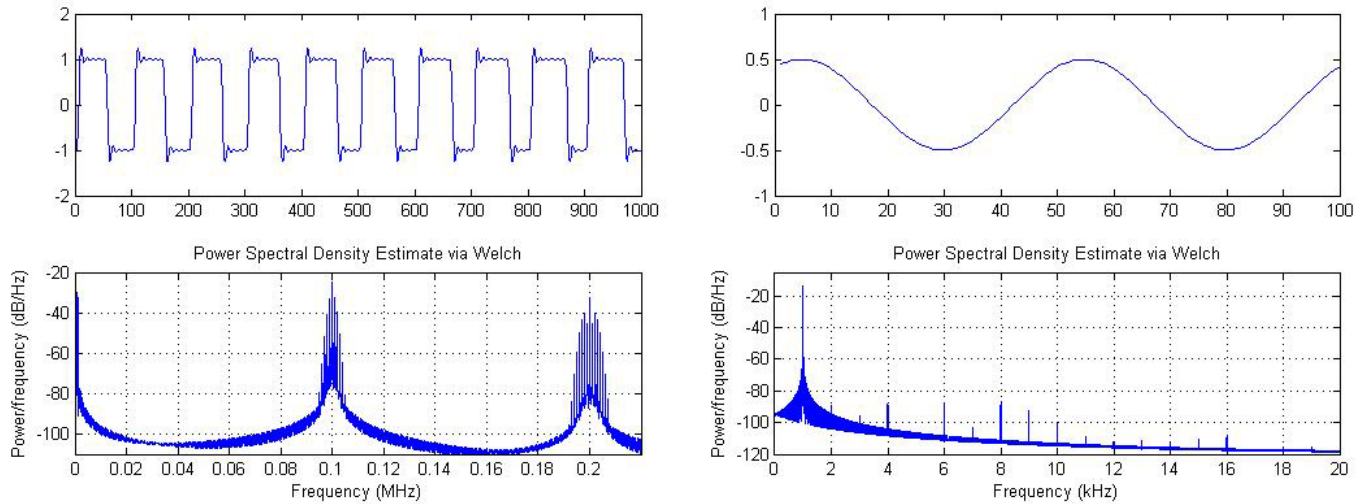 2
1
0
-1
-2
0 100 200 300 400 500 600 700 800 900 1000
1
0.5
0
-0.5
-1
0 10 20 30 40 50 60 70 80 90 100
Power Spectral Density Estimate via Welch
Power/frequency (dB/Hz)
-20
-40
-60
-80
-100
0 0.02 0.04 0.06 0.08 0.1 0.12 0.14 0.16 0.18 0.2
Frequency (MHz)
Power Spectral Density Estimate via Welch
Power/frequency (dB/Hz)
-20
-40
-60
-80
-100
-120
0 2 4 6 8 10 12 14 16 18 20
Frequency (kHz)